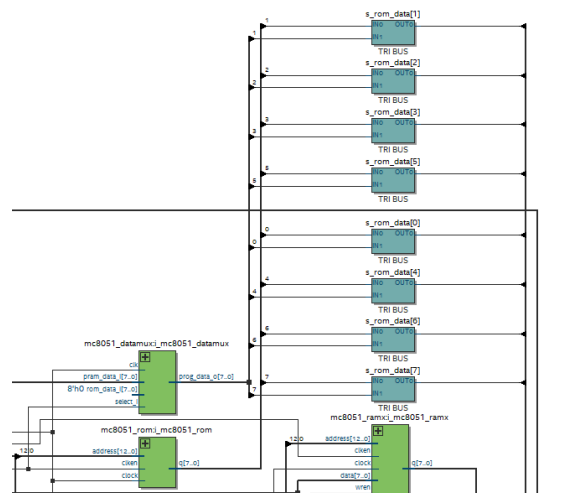 s_rom_data[1]
1
IN0 OUT0
1
IN1
TRI BUS
s_rom_data[2]
2
IN0 OUT0
2
IN1
TRI BUS
s_rom_data[3]
3
IN0 OUT0
3
IN1
TRI BUS
s_rom_data[5]
5
IN0 OUT0
5
IN1
TRI BUS
s_rom_data[0]
0
IN0 OUT0
0
IN1
TRI BUS
s_rom_data[4]
4
IN0 OUT0
4
IN1
TRI BUS
s_rom_data[6]
6
IN0 OUT0
6
IN1
TRI BUS
s_rom_data[7]
7
IN0 OUT0
7
IN1
TRI BUS
mc8051_datamux:i_mc8051_datamux
clk
pram_data_i[7..0] prog_data_o[7..0]
8'h0 rom_data_i[7..0]
select_i
mc8051_rom:i_mc8051_rom
12:0 address[12..0]
clken q[7..0]
clock
mc8051_ramx:i_mc8051_ramx
12:0 address[12..0]
clken
clock q[7..0]
data[7..0]
wren